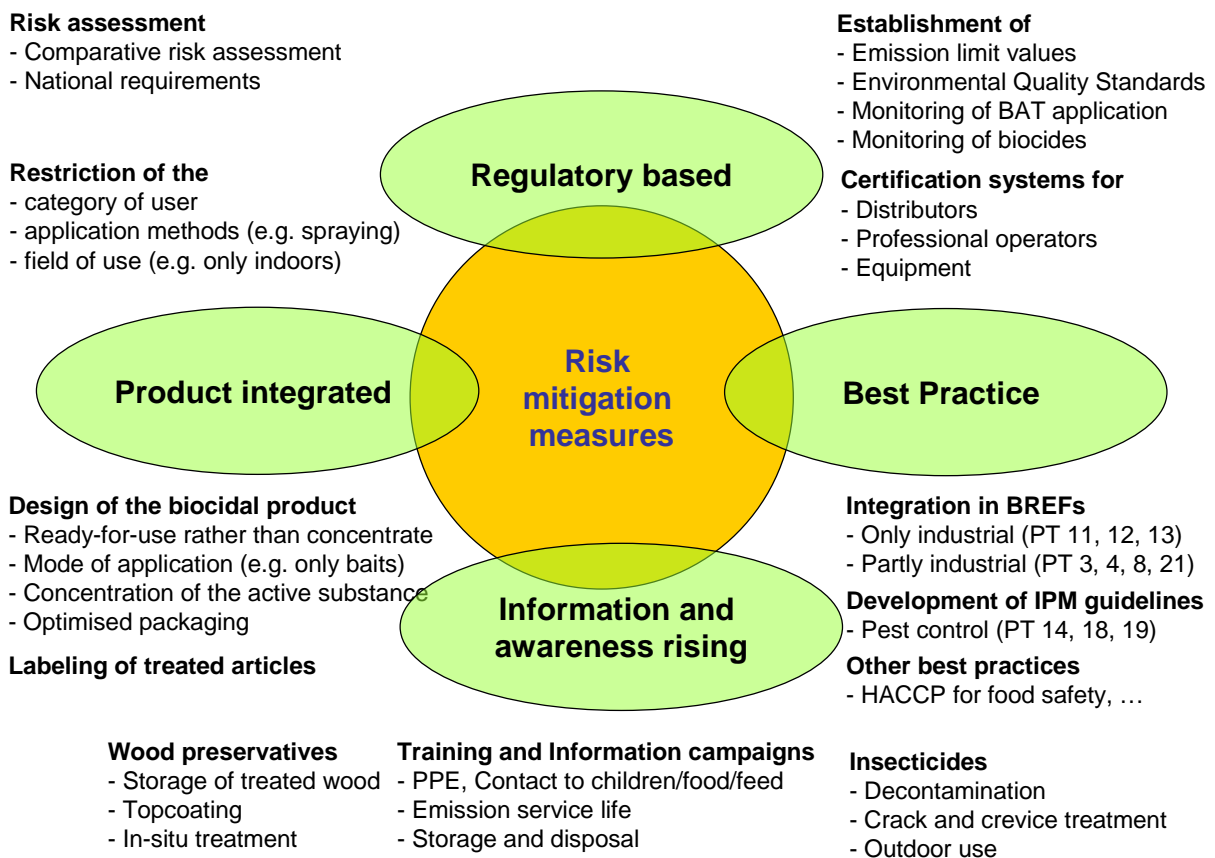 Risk assessment
- Comparative risk assessment
- National requirements
Establishment of
- Emission limit values
- Environmental Quality Standards
- Monitoring of BAT application
- Monitoring of biocides
Regulatory based
Restriction of the
- category of user
- application methods (e.g. spraying)
- field of use (e.g. only indoors)
Certification systems for
- Distributors
- Professional operators
- Equipment
Product integrated
Risk
mitigation
measures
Best Practice
Design of the biocidal product
- Ready-for-use rather than concentrate
- Mode of application (e.g. only baits)
- Concentration of the active substance
- Optimised packaging
Labeling of treated articles
Information and
awareness rising
Integration in BREFs
- Only industrial (PT 11, 12, 13)
- Partly industrial (PT 3, 4, 8, 21)
Development of IPM guidelines
- Pest control (PT 14, 18, 19)
Other best practices
- HACCP for food safety, …
Wood preservatives
- Storage of treated wood
- Topcoating
- In-situ treatment
Training and Information campaigns
- PPE, Contact to children/food/feed
- Emission service life
- Storage and disposal
Insecticides
- Decontamination
- Crack and crevice treatment
- Outdoor use